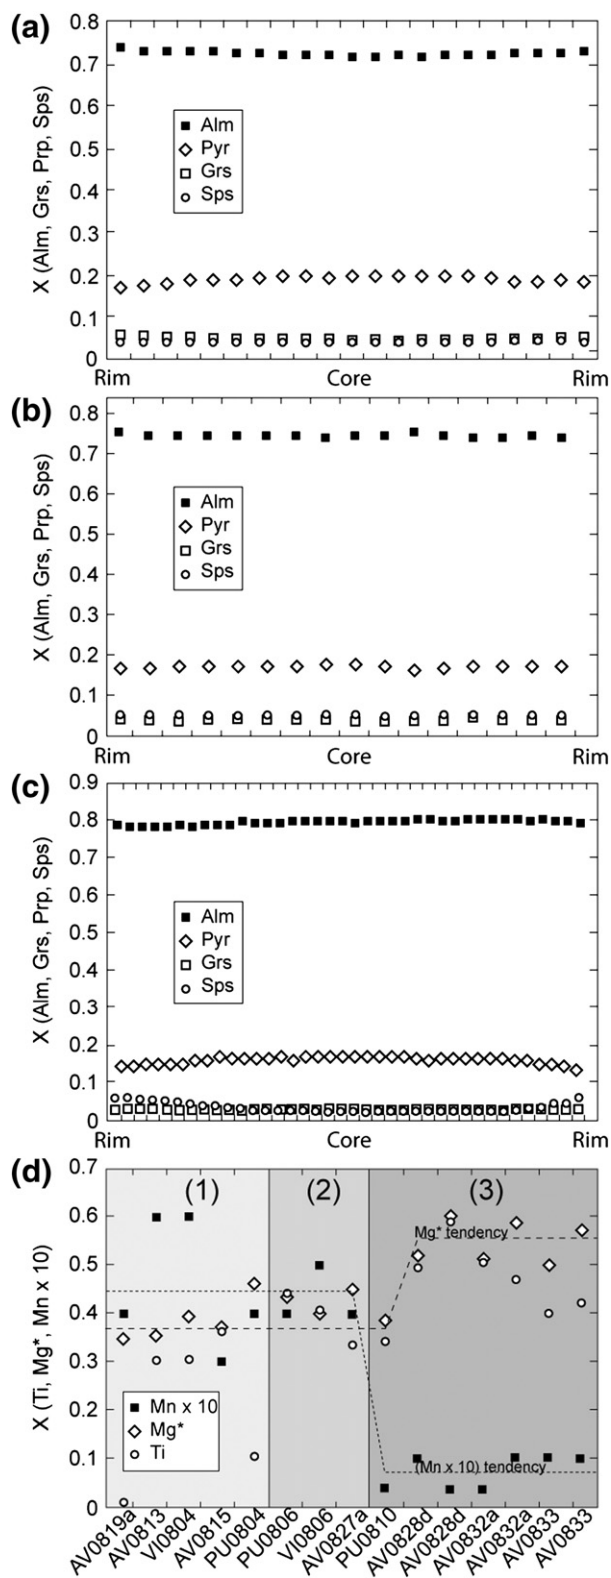 (a)
X (Alm, Grs, Prp, Sps)
0.8
0.7
0.6
0.5
0.4
0.3
0.2
0.1
0
Alm
Pyr
Grs
Sps
Rim Core Rim
(b)
X (Alm, Grs, Prp, Sps)
0.8
0.7
0.6
0.5
0.4
0.3
0.2
0.1
0
Alm
Pyr
Grs
Sps
Rim Core Rim
(c)
X (Alm, Grs, Prp, Sps)
0.9
0.8
0.7
0.6
0.5
0.4
0.3
0.2
0.1
0
Alm
Pyr
Grs
Sps
Rim Core Rim
(d)
X (Ti, Mg*, Mn x 10)
0.7
0.6
0.5
0.4
0.3
0.2
0.1
0
(1) (2) (3)
Mg* tendency
(Mn x 10) tendency
Mn x 10
Mg*
Ti
AV0819a
AV0813
VI0804
AV0815
PU0804
PU0806
VI0806
AV0827a
PU0810
AV0828d
AV0828d
AV0832a
AV0832a
AV0833
AV0833